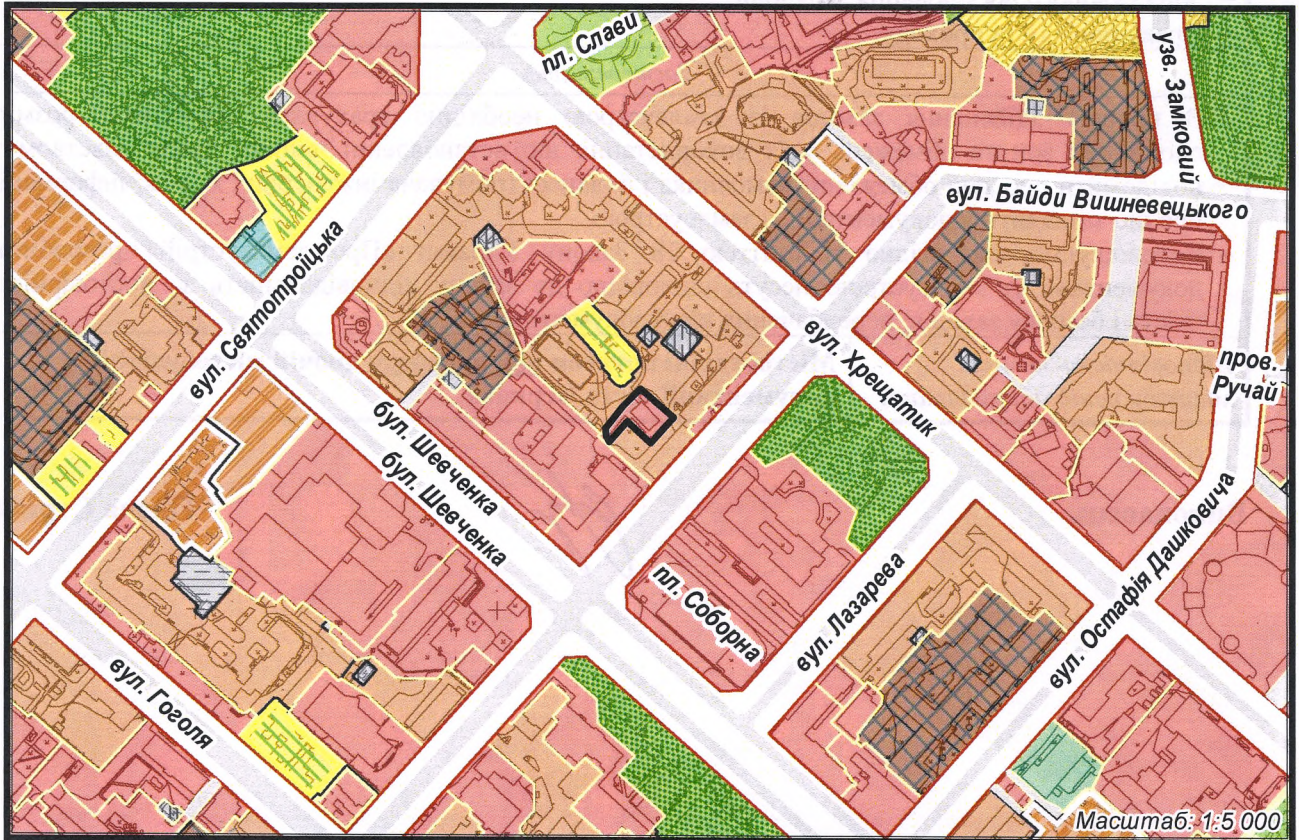 пл. Слави
узв. Замковий
вул. Байди Вишневецького
вул. Святотроїцька
вул. Хрещатик
пров.
Ручай
бул. Шевченка
бул. Шевченка
пл. Соборна
вул. Лазарева
вул. Остафія Дашковича
вул. Гоголя
Масштаб: 1:5 000